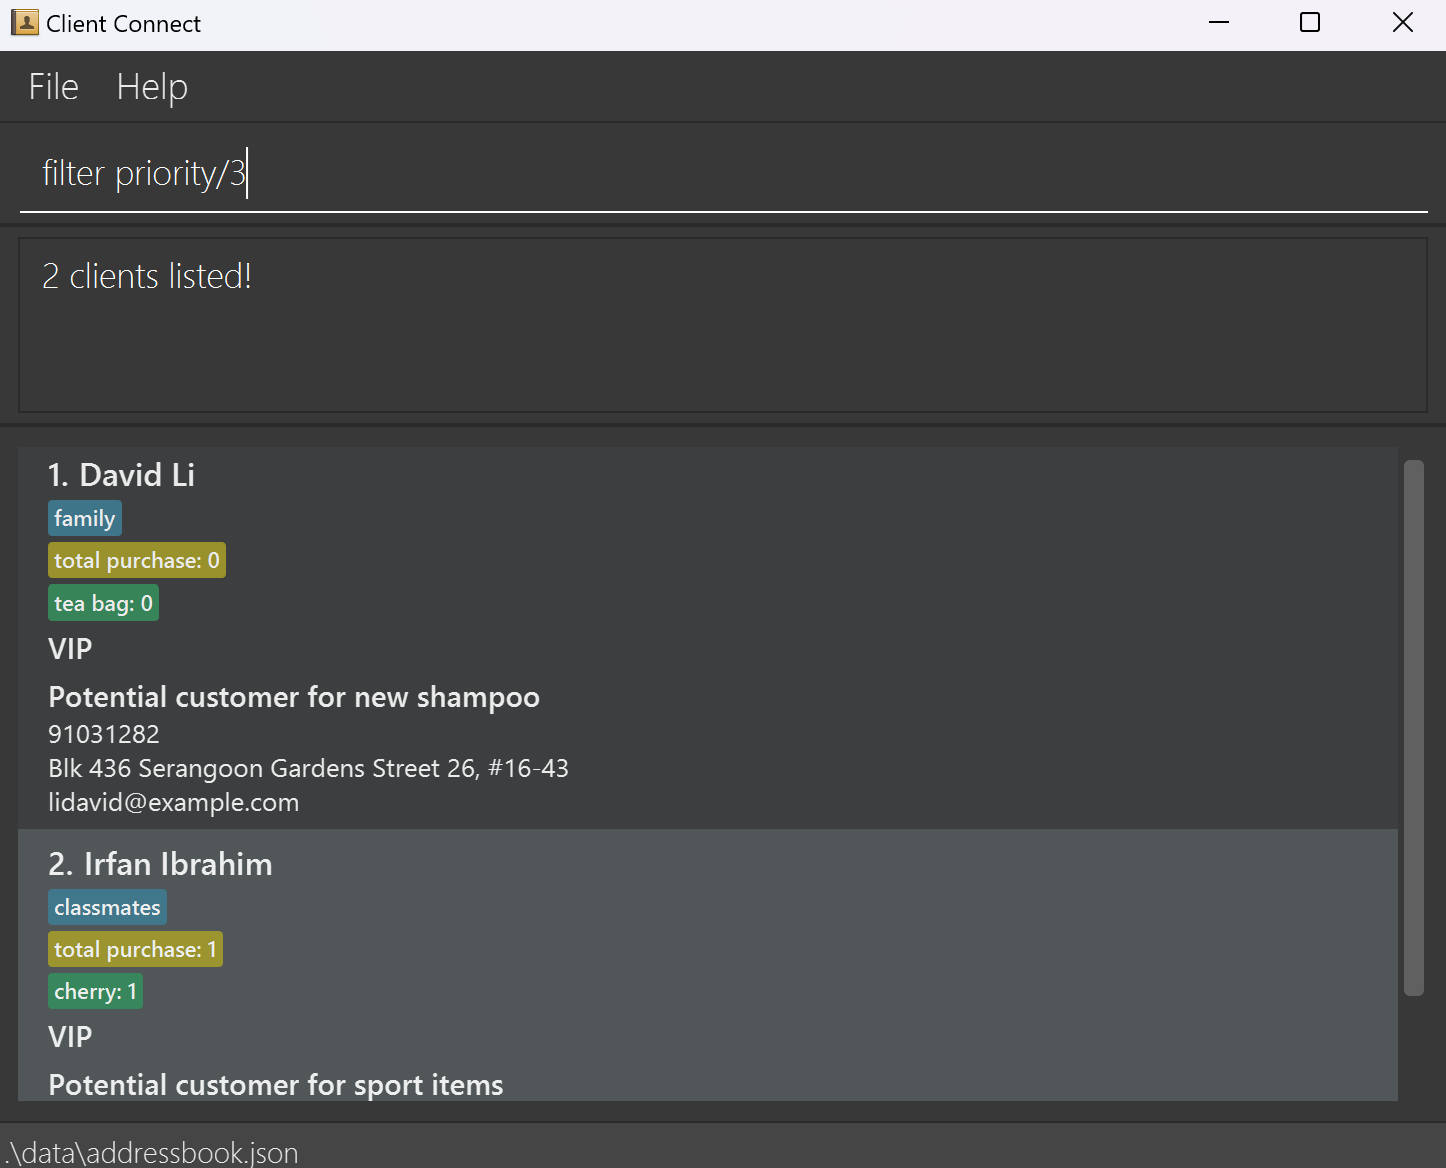 Client Connect
File Help
filter priority/3
2 clients listed!
1. David Li
family
total purchase: 0
tea bag: 0
VIP
Potential customer for new shampoo
91031282
Blk 436 Serangoon Gardens Street 26, #16-43
lidavid@example.com
2. Irfan Ibrahim
classmates
total purchase: 1
cherry: 1
VIP
Potential customer for sport items
.\data\addressbook.json